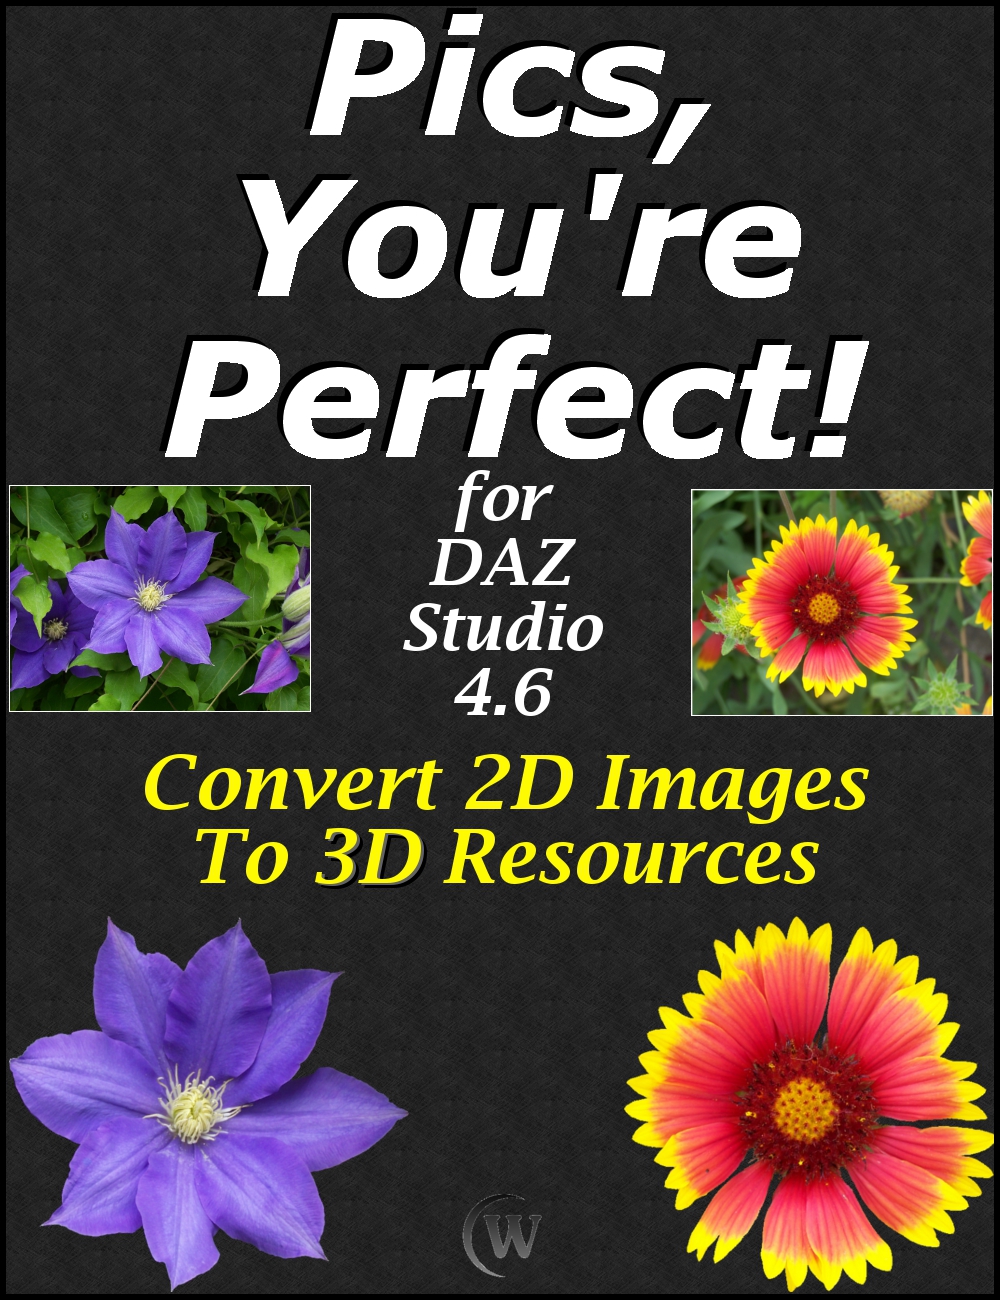 Pics,
You're
Perfect!
for
DAZ
Studio
4.6
Convert 2D Images
To 3D Resources
W